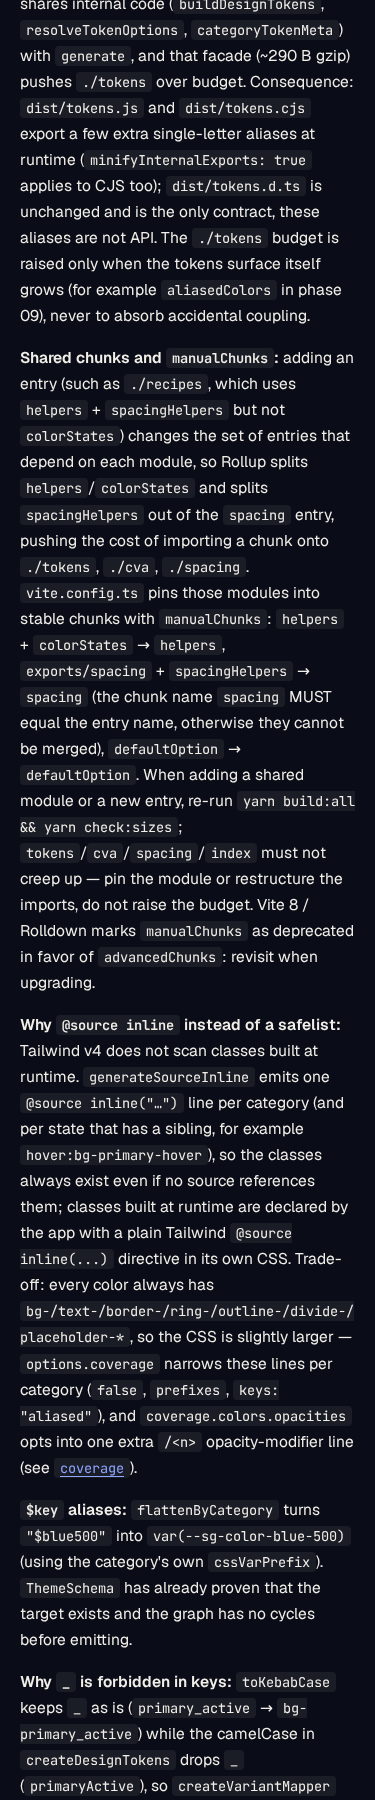 shares internal code ( buildDesignTokens ,
resolveTokenOptions , categoryTokenMeta )
with generate , and that facade (~290 B gzip)
pushes ./tokens over budget. Consequence:
dist/tokens.js and dist/tokens.cjs
export a few extra single-letter aliases at
runtime ( minifyInternalExports: true
applies to CJS too); dist/tokens.d.ts is
unchanged and is the only contract, these
aliases are not API. The ./tokens budget is
raised only when the tokens surface itself
grows (for example aliasedColors in phase
09), never to absorb accidental coupling.
Shared chunks and manualChunks : adding an
entry (such as ./recipes , which uses
helpers + spacingHelpers but not
colorStates ) changes the set of entries that
depend on each module, so Rollup splits
helpers / colorStates and splits
spacingHelpers out of the spacing entry,
pushing the cost of importing a chunk onto
./tokens , ./cva , ./spacing .
vite.config.ts pins those modules into
stable chunks with manualChunks : helpers
+ colorStates → helpers ,
exports/spacing + spacingHelpers →
spacing (the chunk name spacing MUST
equal the entry name, otherwise they cannot
be merged), defaultOption →
defaultOption . When adding a shared
module or a new entry, re-run yarn build:all
&& yarn check:sizes ;
tokens / cva / spacing / index must not
creep up — pin the module or restructure the
imports, do not raise the budget. Vite 8 /
Rolldown marks manualChunks as deprecated
in favor of advancedChunks : revisit when
upgrading.
Why @source inline instead of a safelist:
Tailwind v4 does not scan classes built at
runtime. generateSourceInline emits one
@source inline("…") line per category (and
per state that has a sibling, for example
hover:bg-primary-hover ), so the classes
always exist even if no source references
them; classes built at runtime are declared by
the app with a plain Tailwind @source
inline(...) directive in its own CSS. Trade-
off: every color always has
bg-/text-/border-/ring-/outline-/divide-/
placeholder-* , so the CSS is slightly larger —
options.coverage narrows these lines per
category ( false , prefixes , keys:
"aliased" ), and coverage.colors.opacities
opts into one extra /<n> opacity-modifier line
(see coverage ).
$key aliases: flattenByCategory turns
"$blue500" into var(--sg-color-blue-500)
(using the category's own cssVarPrefix ).
ThemeSchema has already proven that the
target exists and the graph has no cycles
before emitting.
Why _ is forbidden in keys: toKebabCase
keeps _ as is ( primary_active → bg-
primary_active ) while the camelCase in
createDesignTokens drops _
( primaryActive ), so createVariantMapper